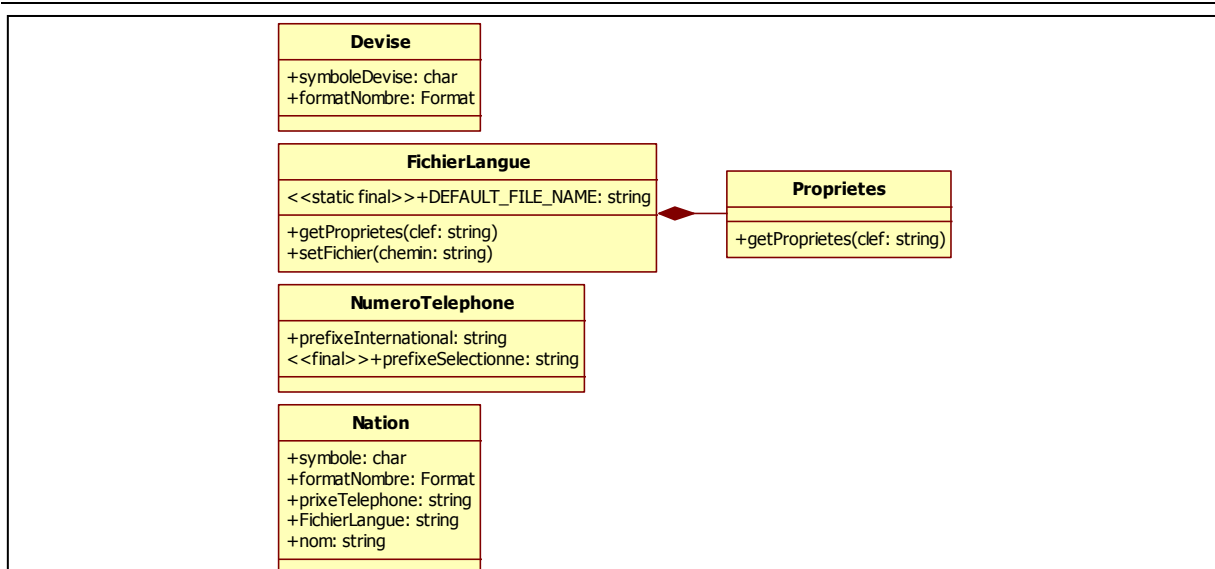 Devise
+symboleDevise: char
+formatNombre: Format
FichierLangue
<<static final>>+DEFAULT_FILE_NAME: string
+getProprietes(clef: string)
+setFichier(chemin: string)
Proprietes
+getProprietes(clef: string)
NumeroTelephone
+prefixeInternational: string
<<final>>+prefixeSelectionne: string
Nation
+symbole: char
+formatNombre: Format
+prixeTelephone: string
+FichierLangue: string
+nom: string